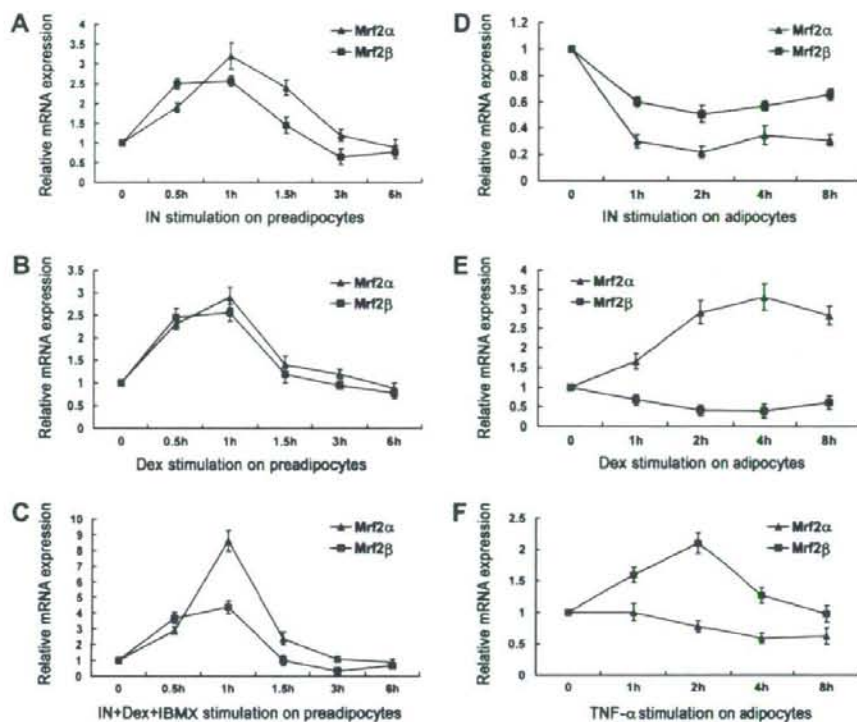 A
Relative mRNA expression
4
3.5
3
2.5
2
1.5
1
0.5
0
Mrf2α
Mrf2β
0 0.5h 1h 1.5h 3h 6h
IN stimulation on preadipocytes
B
Relative mRNA expression
3.5
3
2.5
2
1.5
1
0.5
0
Mrf2α
Mrf2β
0 0.5h 1h 1.5h 3h 6h
Dex stimulation on preadipocytes
C
Relative mRNA expression
10
9
8
7
6
5
4
3
2
1
0
Mrf2α
Mrf2β
0 0.5h 1h 1.5h 3h 6h
IN+Dex+IBMX stimulation on preadipocytes
D
Relative mRNA expression
1.2
1
0.8
0.6
0.4
0.2
0
Mrf2α
Mrf2β
0 1h 2h 4h 8h
IN stimulation on adipocytes
E
Relative mRNA expression
4
3.5
3
2.5
2
1.5
1
0.5
0
Mrf2α
Mrf2β
0 1h 2h 4h 8h
Dex stimulation on adipocytes
F
Relative mRNA expression
2.5
2
1.5
1
0.5
0
Mrf2α
Mrf2β
0 1h 2h 4h 8h
TNF-α stimulation on adipocytes